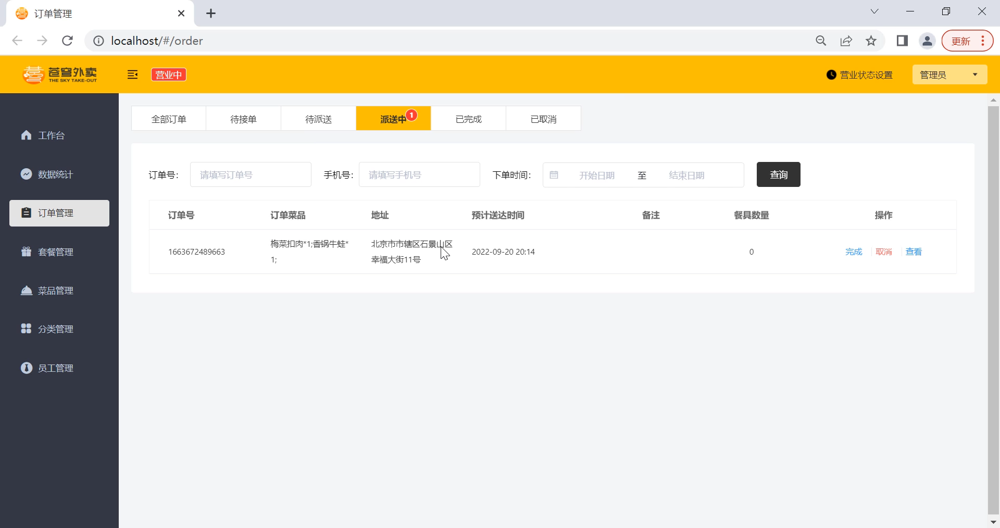 订单管理
localhost/#/order
更新
苍穹外卖
THE SKY TAKE-OUT
营业中
营业状态设置
管理员
工作台
数据统计
订单管理
套餐管理
菜品管理
分类管理
员工管理
全部订单 待接单 待派送 派送中 1 已完成 已取消
订单号: 请填写订单号 手机号: 请填写手机号 下单时间: 开始日期 至 结束日期 查询
订单号 订单菜品 地址 预计送达时间 备注 餐具数量 操作
1663672489663 梅菜扣肉*1;香锅牛蛙* 北京市市辖区石景山区 2022-09-20 20:14 0 完成 取消 查看
1; 幸福大街11号